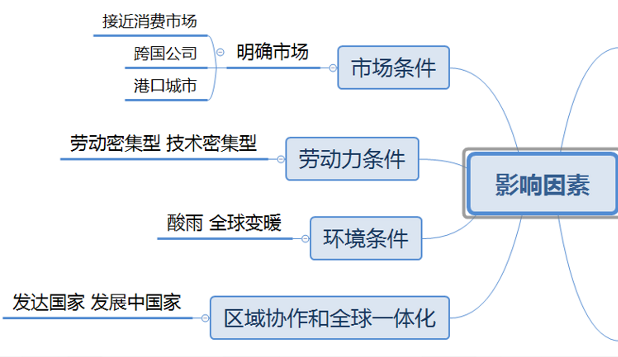 接近消费市场
跨国公司
港口城市
明确市场
市场条件
劳动密集型 技术密集型
劳动力条件
影响因素
酸雨 全球变暖
环境条件
发达国家 发展中国家
区域协作和全球一体化